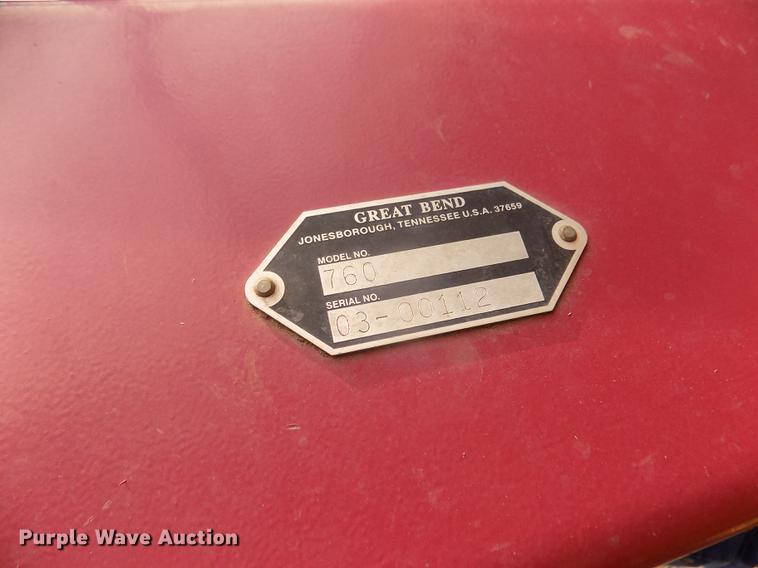 GREAT BEND
JONESBOROUGH, TENNESSEE U.S.A. 37659
MODEL NO.
760
SERIAL NO.
03-00112
Purple Wave Auction